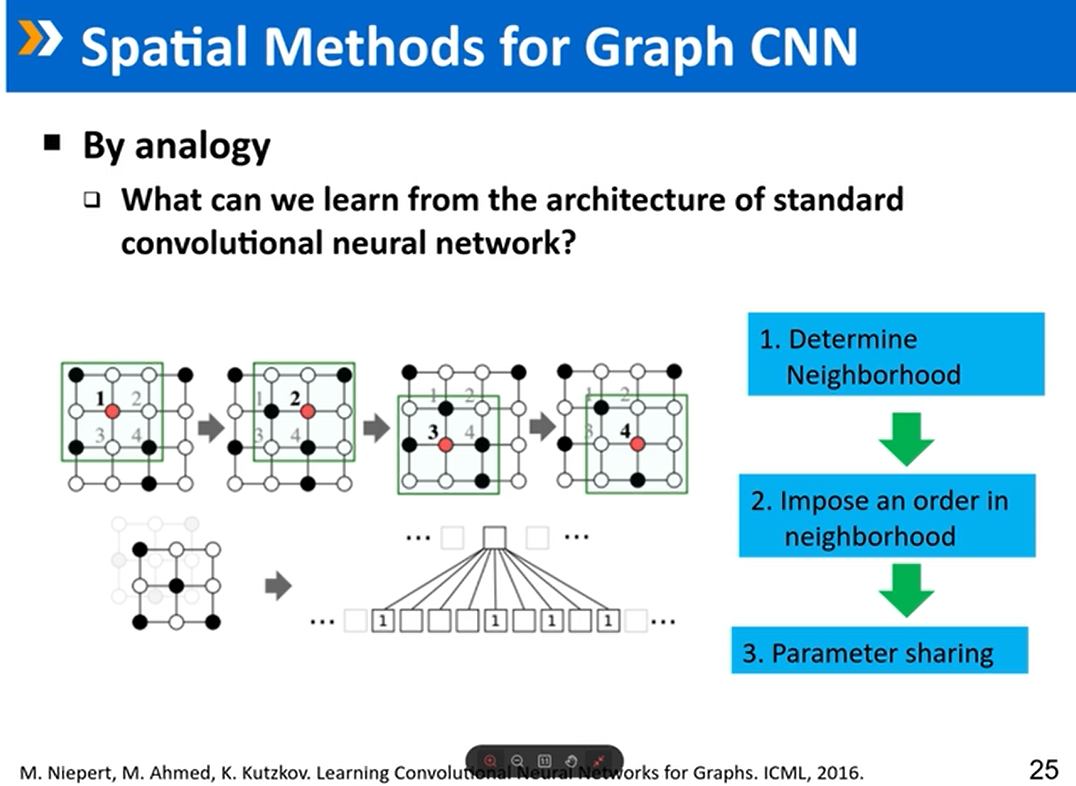 Spatial Methods for Graph CNN
By analogy
What can we learn from the architecture of standard
convolutional neural network?
1 2
3 4
1 2
3 4
1 2
3 4
1 2
3 4
... ...
... 1 1 1 1 ...
1. Determine
Neighborhood
2. Impose an order in
neighborhood
3. Parameter sharing
M. Niepert, M. Ahmed, K. Kutzkov. Learning Convolutional Neural Networks for Graphs. ICML, 2016.
25